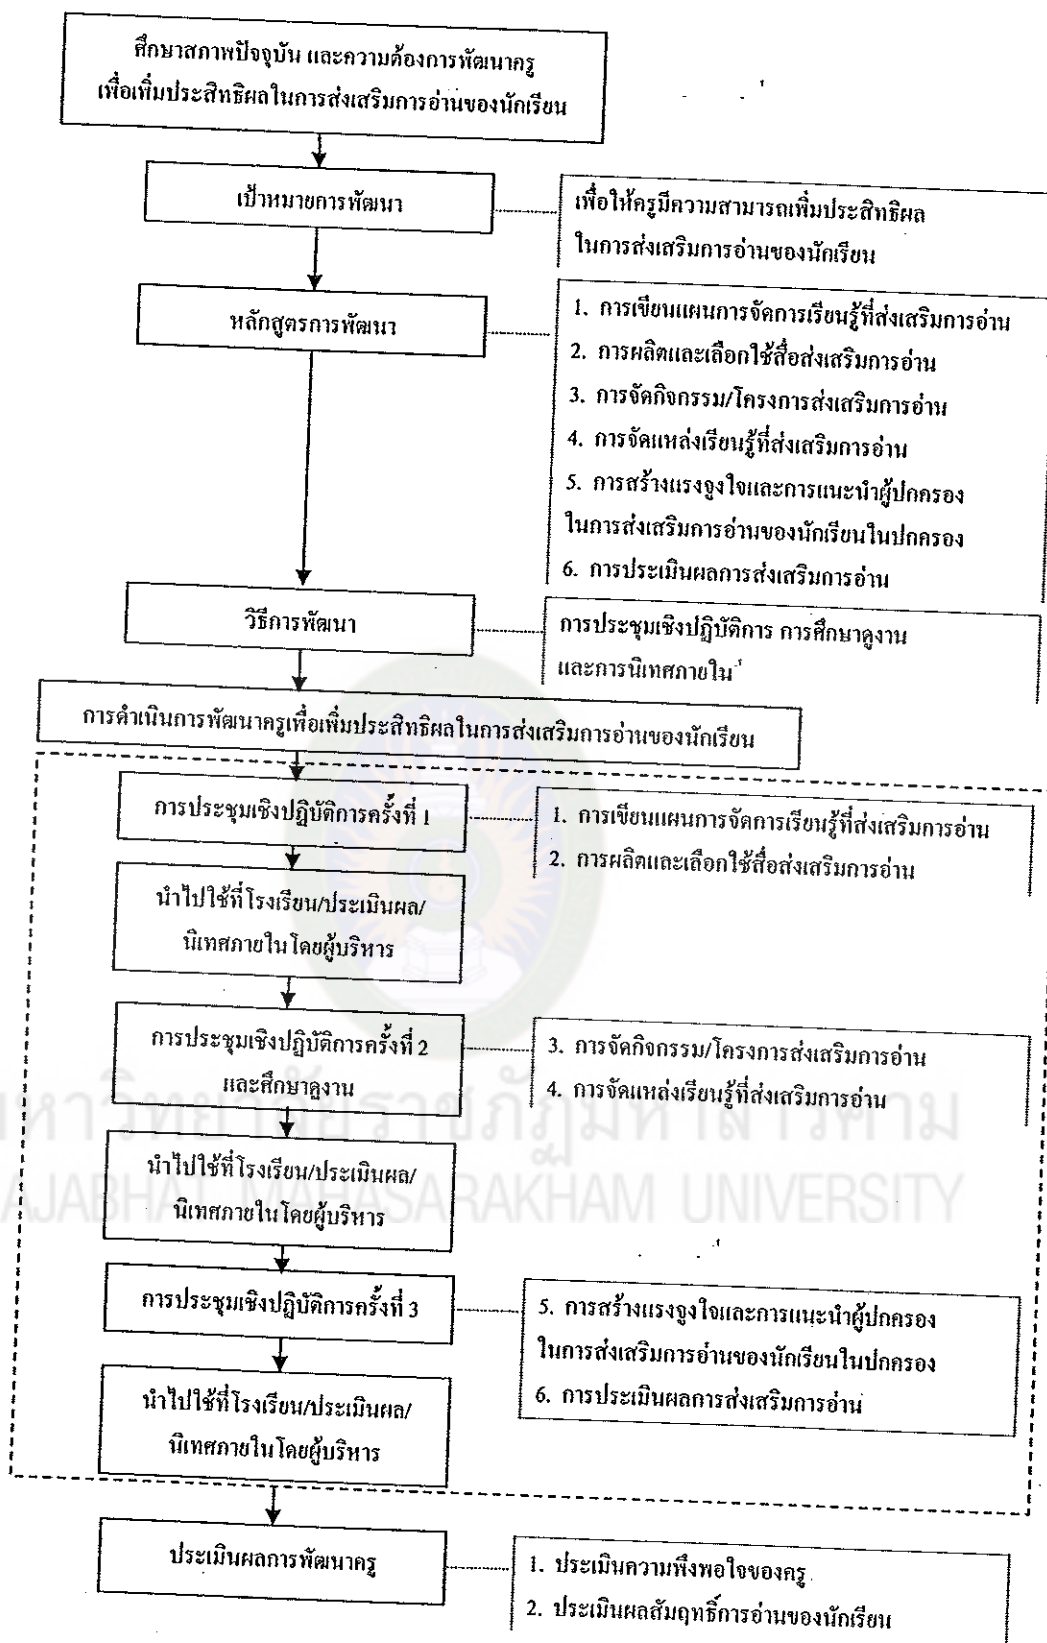 ศึกษาสภาพปัจจุบัน และความต้องการพัฒนาครู
เพื่อเพิ่มประสิทธิผลในการส่งเสริมการอ่านของนักเรียน
เป้าหมายการพัฒนา
เพื่อให้ครูมีความสามารถเพิ่มประสิทธิผล
ในการส่งเสริมการอ่านของนักเรียน
หลักสูตรการพัฒนา
1. การเขียนแผนการจัดการเรียนรู้ที่ส่งเสริมการอ่าน
2. การผลิตและเลือกใช้สื่อส่งเสริมการอ่าน
3. การจัดกิจกรรม/โครงการส่งเสริมการอ่าน
4. การจัดแหล่งเรียนรู้ที่ส่งเสริมการอ่าน
5. การสร้างแรงจูงใจและการแนะนำผู้ปกครอง
ในการส่งเสริมการอ่านของนักเรียนในปกครอง
6. การประเมินผลการส่งเสริมการอ่าน
วิธีการพัฒนา
การประชุมเชิงปฏิบัติการ การศึกษาดูงาน
และการนิเทศภายใน
การดำเนินการพัฒนาครูเพื่อเพิ่มประสิทธิผลในการส่งเสริมการอ่านของนักเรียน
การประชุมเชิงปฏิบัติการครั้งที่ 1
1. การเขียนแผนการจัดการเรียนรู้ที่ส่งเสริมการอ่าน
2. การผลิตและเลือกใช้สื่อส่งเสริมการอ่าน
นำไปใช้ที่โรงเรียน/ประเมินผล/
นิเทศภายในโดยผู้บริหาร
การประชุมเชิงปฏิบัติการครั้งที่ 2
และศึกษาดูงาน
3. การจัดกิจกรรม/โครงการส่งเสริมการอ่าน
4. การจัดแหล่งเรียนรู้ที่ส่งเสริมการอ่าน
นำไปใช้ที่โรงเรียน/ประเมินผล/
นิเทศภายในโดยผู้บริหาร
การประชุมเชิงปฏิบัติการครั้งที่ 3
5. การสร้างแรงจูงใจและการแนะนำผู้ปกครอง
ในการส่งเสริมการอ่านของนักเรียนในปกครอง
6. การประเมินผลการส่งเสริมการอ่าน
นำไปใช้ที่โรงเรียน/ประเมินผล/
นิเทศภายในโดยผู้บริหาร
ประเมินผลการพัฒนาครู
1. ประเมินความพึงพอใจของครู
2. ประเมินผลสัมฤทธิ์การอ่านของนักเรียน
หาวิทยาลัยราชภัฏมหาสารคาม
AJABHAT MAHASARAKHAM UNIVERSITY